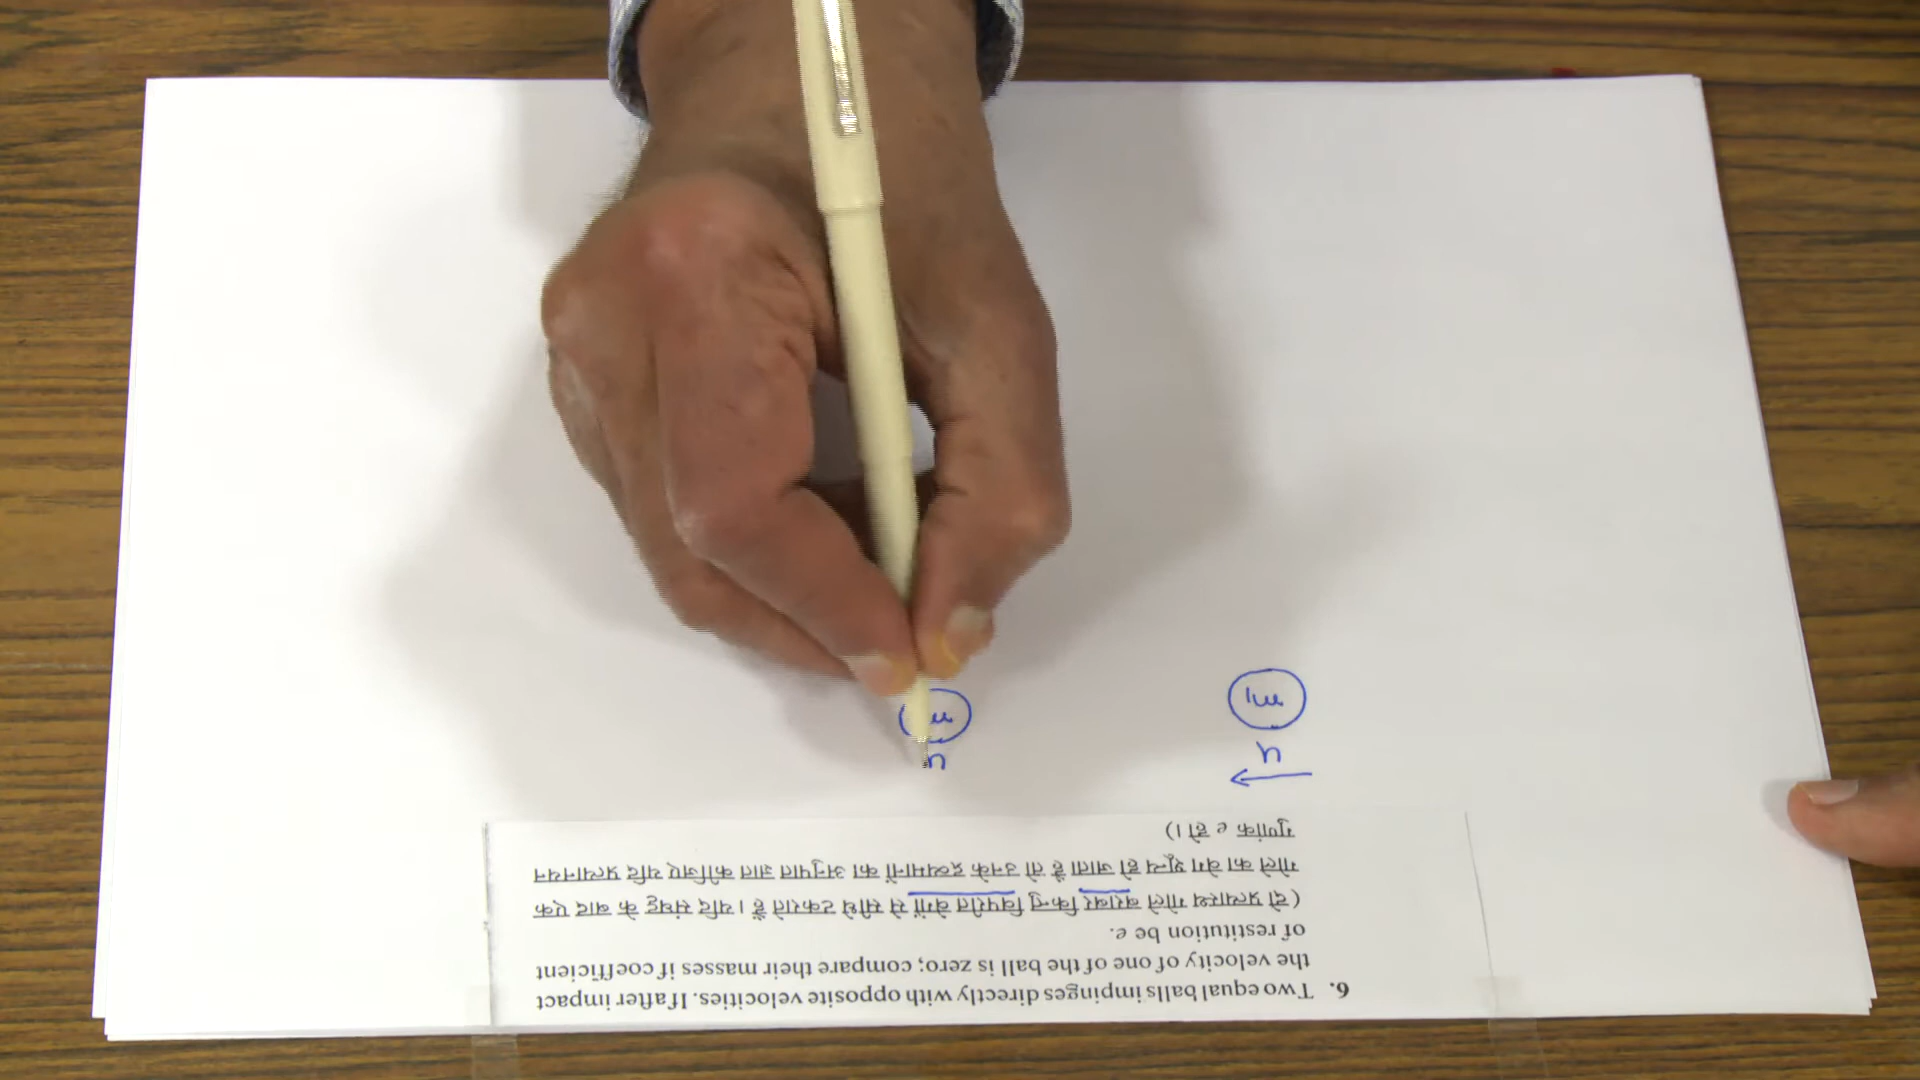 6. Two equal balls impinges directly with opposite velocities. If after impact
the velocity of one of the ball is zero; compare their masses if coefficient
of restitution be e.
(दो प्रत्यास्थ गोले बराबर किन्तु विपरीत वेगों से सीधे टकराते हैं। यदि संघट्ट के बाद एक
गोले का वेग शून्य हो जाता है तो उनके द्रव्यमानों का अनुपात ज्ञात कीजिए यदि प्रत्यानयन
गुणांक e हो।)
u u
m1